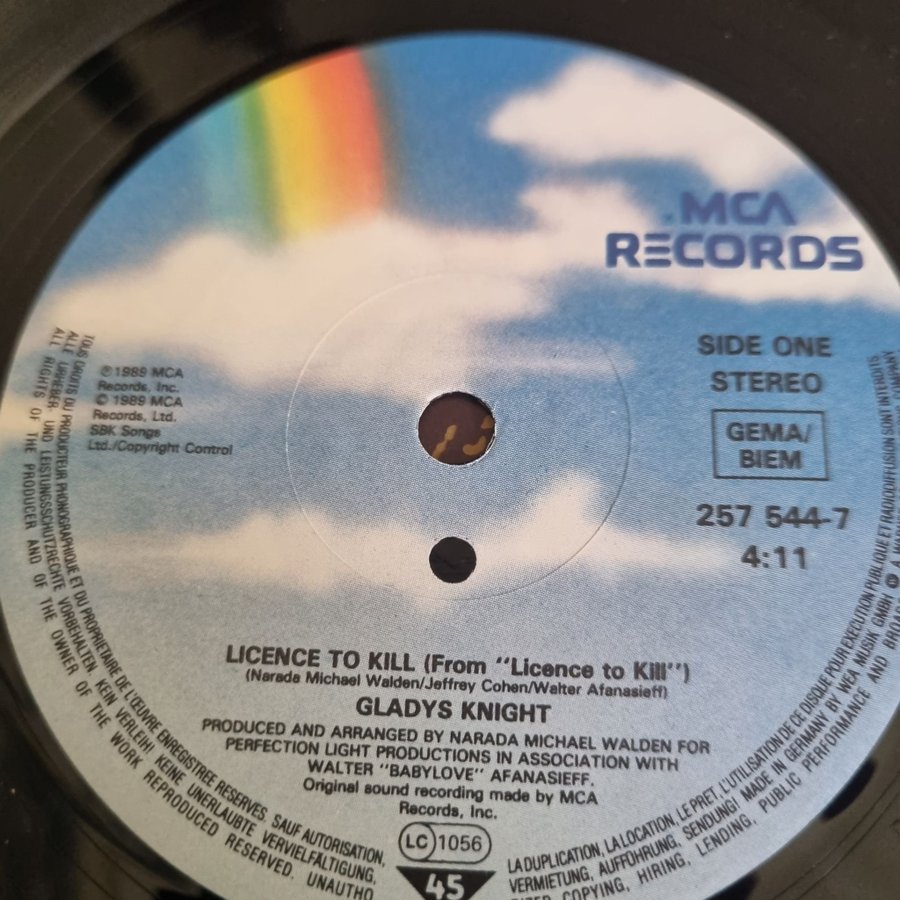 MCA
RECORDS
SIDE ONE
STEREO
GEMA/
BIEM
257 544-7
4:11
℗ 1989 MCA
Records, Inc.
© 1989 MCA
Records, Ltd.
SBK Songs
Ltd./Copyright Control
LICENCE TO KILL (From "Licence to Kill")
(Narada Michael Walden/Jeffrey Cohen/Walter Afanasieff)
GLADYS KNIGHT
PRODUCED AND ARRANGED BY NARADA MICHAEL WALDEN FOR
PERFECTION LIGHT PRODUCTIONS IN ASSOCIATION WITH
WALTER "BABYLOVE" AFANASIEFF.
Original sound recording made by MCA
Records, Inc.
LC 1056
45
TOUS DROITS DU PRODUCTEUR PHONOGRAPHIQUE ET DU PROPRIETAIRE DE L'ŒUVRE ENREGISTREE RESERVES. SAUF AUTORISATION,
LA DUPLICATION, LA LOCATION, LE PRET, L'UTILISATION DE CE DISQUE POUR EXECUTION PUBLIQUE ET RADIODIFFUSION SONT INTERDITS.
ALLE URHEBER- UND LEISTUNGSSCHUTZRECHTE VORBEHALTEN. KEIN VERLEIH! KEINE UNERLAUBTE VERVIELFÄLTIGUNG,
VERMIETUNG, AUFFÜHRUNG, SENDUNG! MADE IN GERMANY BY WEA MUSIK GMBH A COMPANY
ALL RIGHTS OF THE PRODUCER AND OF THE OWNER OF THE WORK REPRODUCED RESERVED. UNAUTHO
COPYING, HIRING, LENDING, PUBLIC PERFORMANCE AND BROA